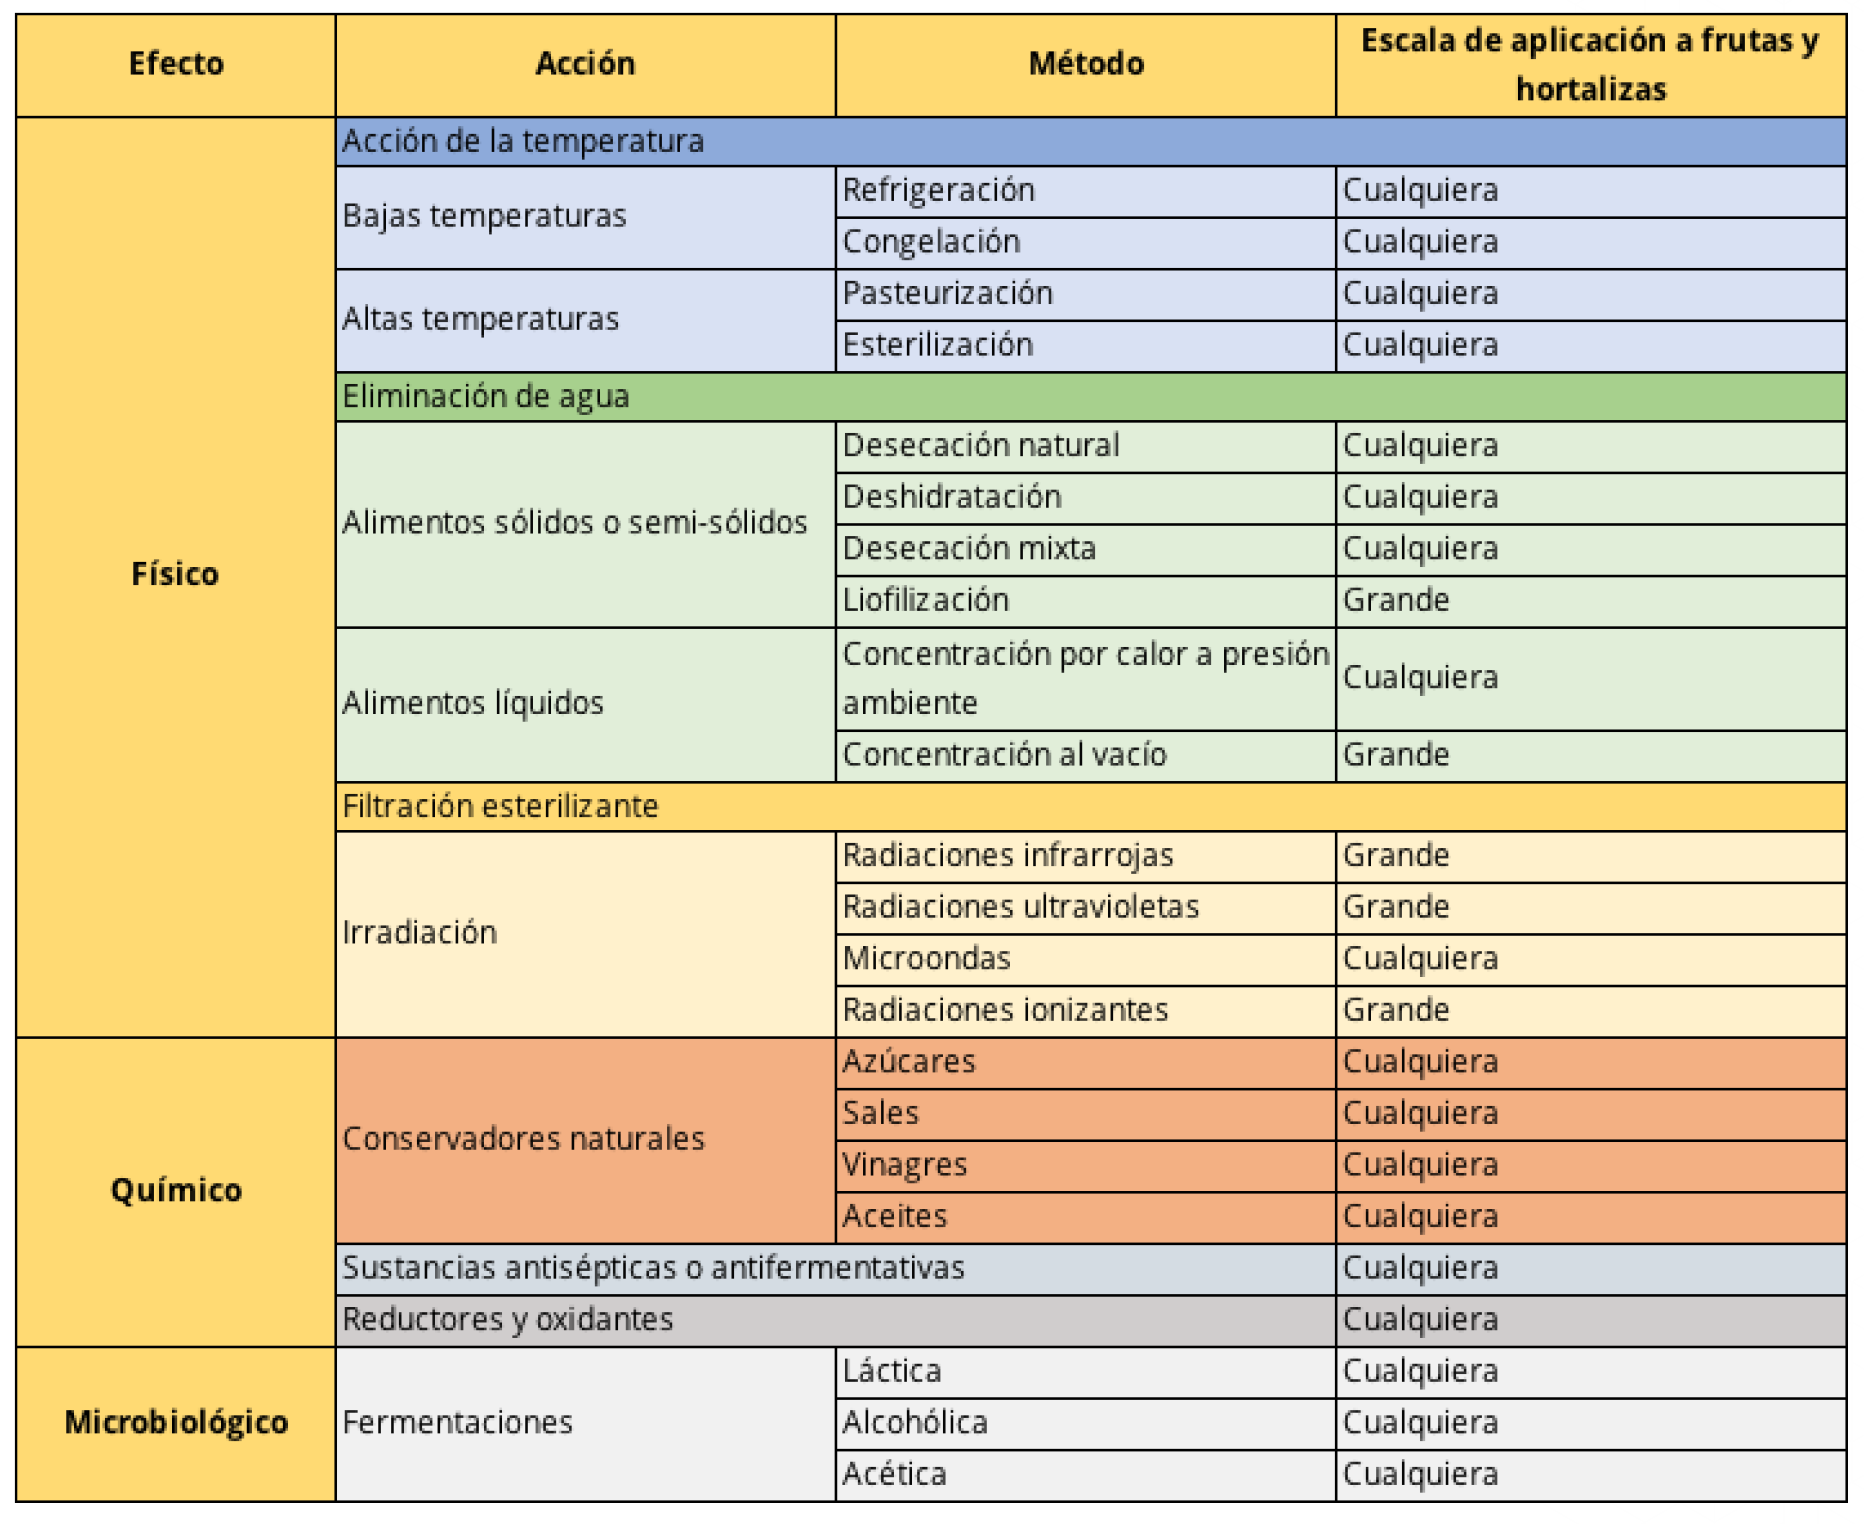 Efecto
Acción
Método
Escala de aplicación a frutas y
hortalizas
Físico
Acción de la temperatura
Bajas temperaturas
Refrigeración
Cualquiera
Congelación
Cualquiera
Altas temperaturas
Pasteurización
Cualquiera
Esterilización
Cualquiera
Eliminación de agua
Alimentos sólidos o semi-sólidos
Desecación natural
Cualquiera
Deshidratación
Cualquiera
Desecación mixta
Cualquiera
Liofilización
Grande
Alimentos líquidos
Concentración por calor a presión
ambiente
Cualquiera
Concentración al vacío
Grande
Filtración esterilizante
Irradiación
Radiaciones infrarrojas
Grande
Radiaciones ultravioletas
Grande
Microondas
Cualquiera
Radiaciones ionizantes
Grande
Químico
Conservadores naturales
Azúcares
Cualquiera
Sales
Cualquiera
Vinagres
Cualquiera
Aceites
Cualquiera
Sustancias antisépticas o antifermentativas
Cualquiera
Reductores y oxidantes
Cualquiera
Microbiológico
Fermentaciones
Láctica
Cualquiera
Alcohólica
Cualquiera
Acética
Cualquiera